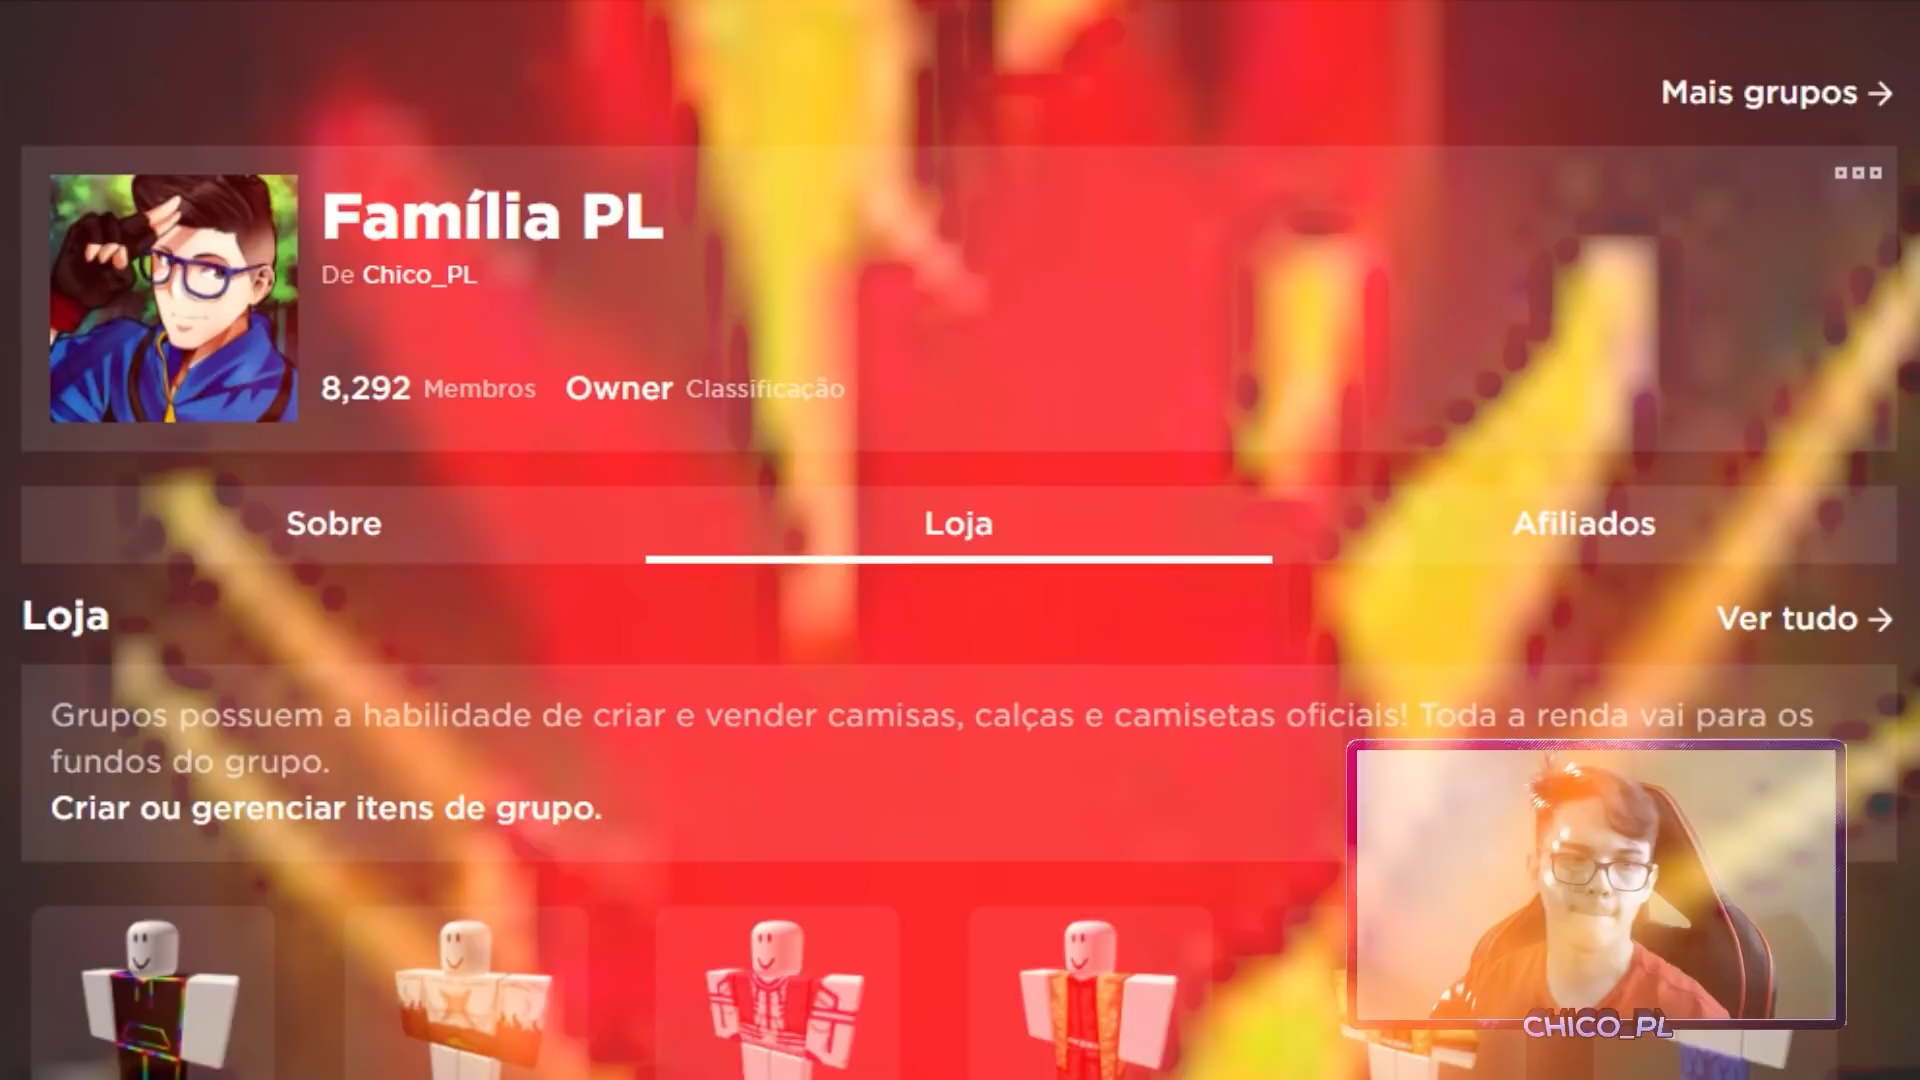 Mais grupos →
Família PL
De Chico_PL
8,292 Membros Owner Classificação
Sobre Loja Afiliados
Loja
Ver tudo →
Grupos possuem a habilidade de criar e vender camisas, calças e camisetas oficiais! Toda a renda vai para os
fundos do grupo.
Criar ou gerenciar itens de grupo.
CHICO_PL